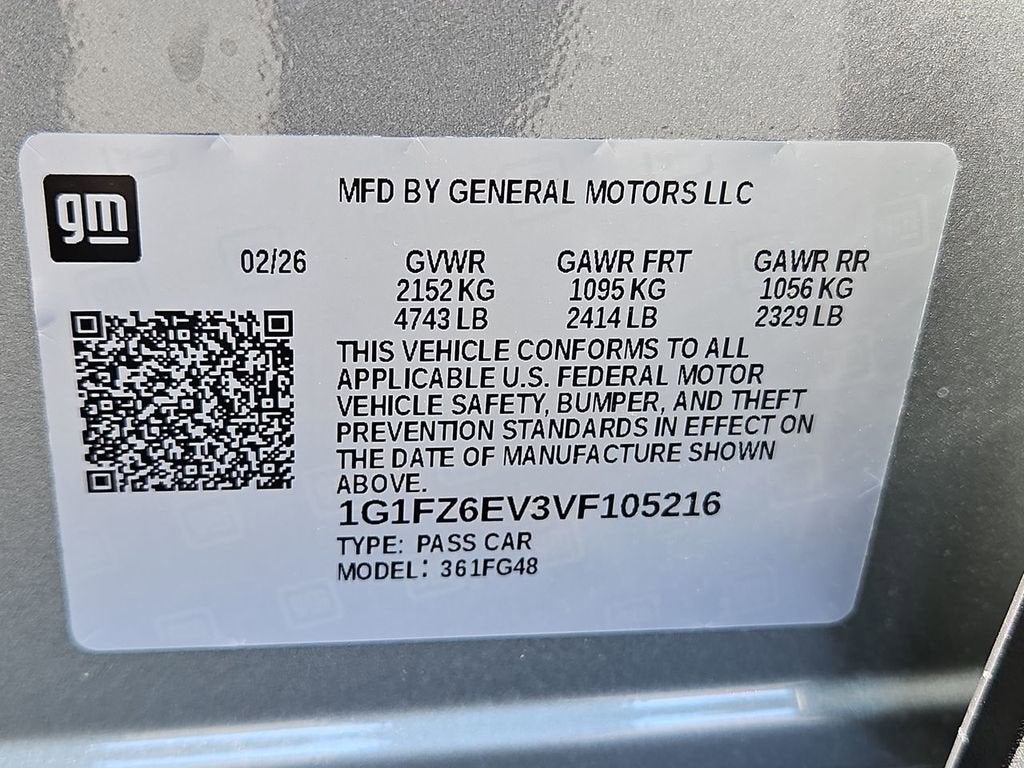 gm
MFD BY GENERAL MOTORS LLC
02/26 GVWR GAWR FRT GAWR RR
2152 KG 1095 KG 1056 KG
4743 LB 2414 LB 2329 LB
THIS VEHICLE CONFORMS TO ALL
APPLICABLE U.S. FEDERAL MOTOR
VEHICLE SAFETY, BUMPER, AND THEFT
PREVENTION STANDARDS IN EFFECT ON
THE DATE OF MANUFACTURE SHOWN
ABOVE.
1G1FZ6EV3VF105216
TYPE: PASS CAR
MODEL: 361FG48